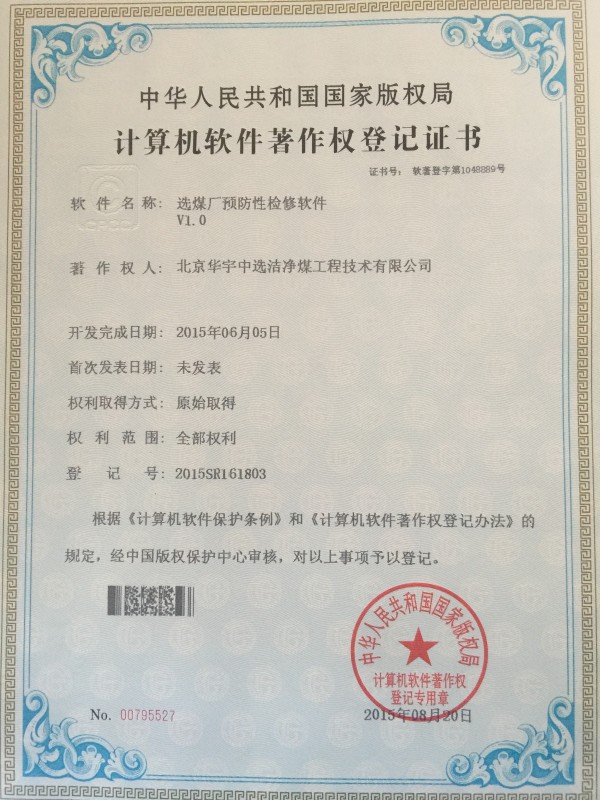 中华人民共和国国家版权局
计算机软件著作权登记证书
证书号： 软著登字第1048889号
软件名称： 选煤厂预防性检修软件
V1.0
著作权人： 北京华宇中选洁净煤工程技术有限公司
开发完成日期： 2015年06月05日
首次发表日期： 未发表
权利取得方式： 原始取得
权利范围： 全部权利
登记号： 2015SR161803
根据《计算机软件保护条例》和《计算机软件著作权登记办法》的
规定，经中国版权保护中心审核，对以上事项予以登记。
中华人民共和国国家版权局
计算机软件著作权
登记专用章
No. 00795527
2015年08月20日